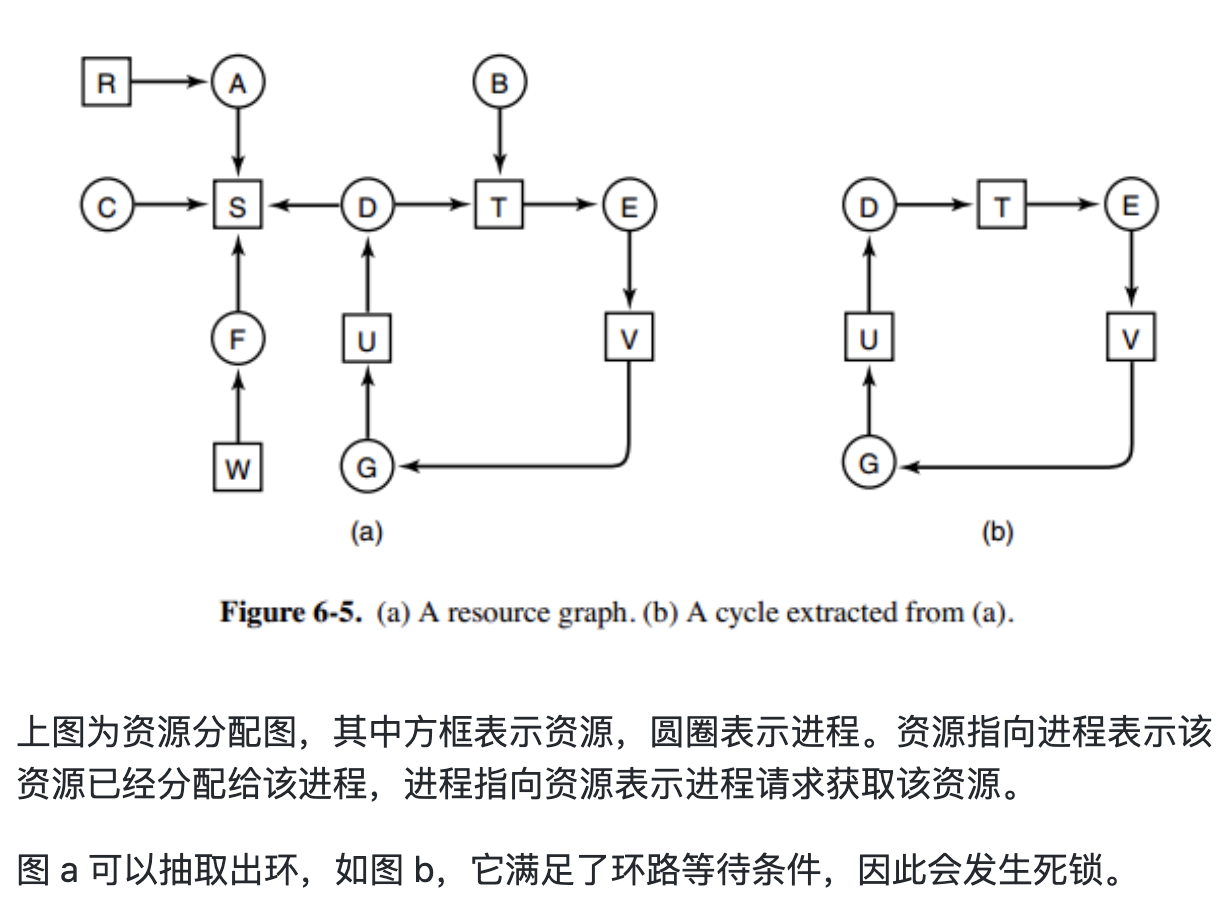 R A B
C S D T E D T E
F U V U V
W G G
(a) (b)
Figure 6-5. (a) A resource graph. (b) A cycle extracted from (a).
上图为资源分配图，其中方框表示资源，圆圈表示进程。资源指向进程表示该
资源已经分配给该进程，进程指向资源表示进程请求获取该资源。
图 a 可以抽取出环，如图 b，它满足了环路等待条件，因此会发生死锁。